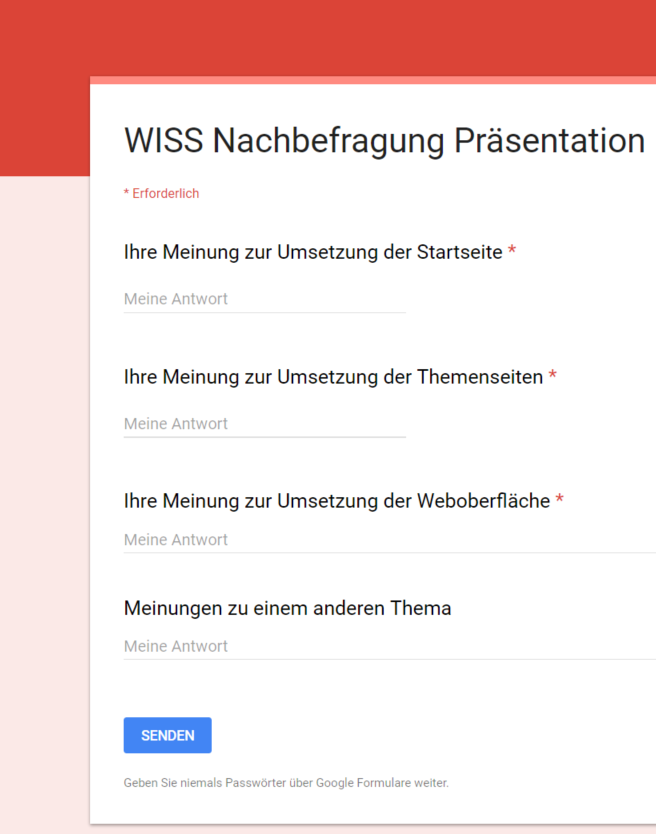 WISS Nachbefragung Präsentation
* Erforderlich
Ihre Meinung zur Umsetzung der Startseite *
Meine Antwort
Ihre Meinung zur Umsetzung der Themenseiten *
Meine Antwort
Ihre Meinung zur Umsetzung der Weboberfläche *
Meine Antwort
Meinungen zu einem anderen Thema
Meine Antwort
SENDEN
Geben Sie niemals Passwörter über Google Formulare weiter.